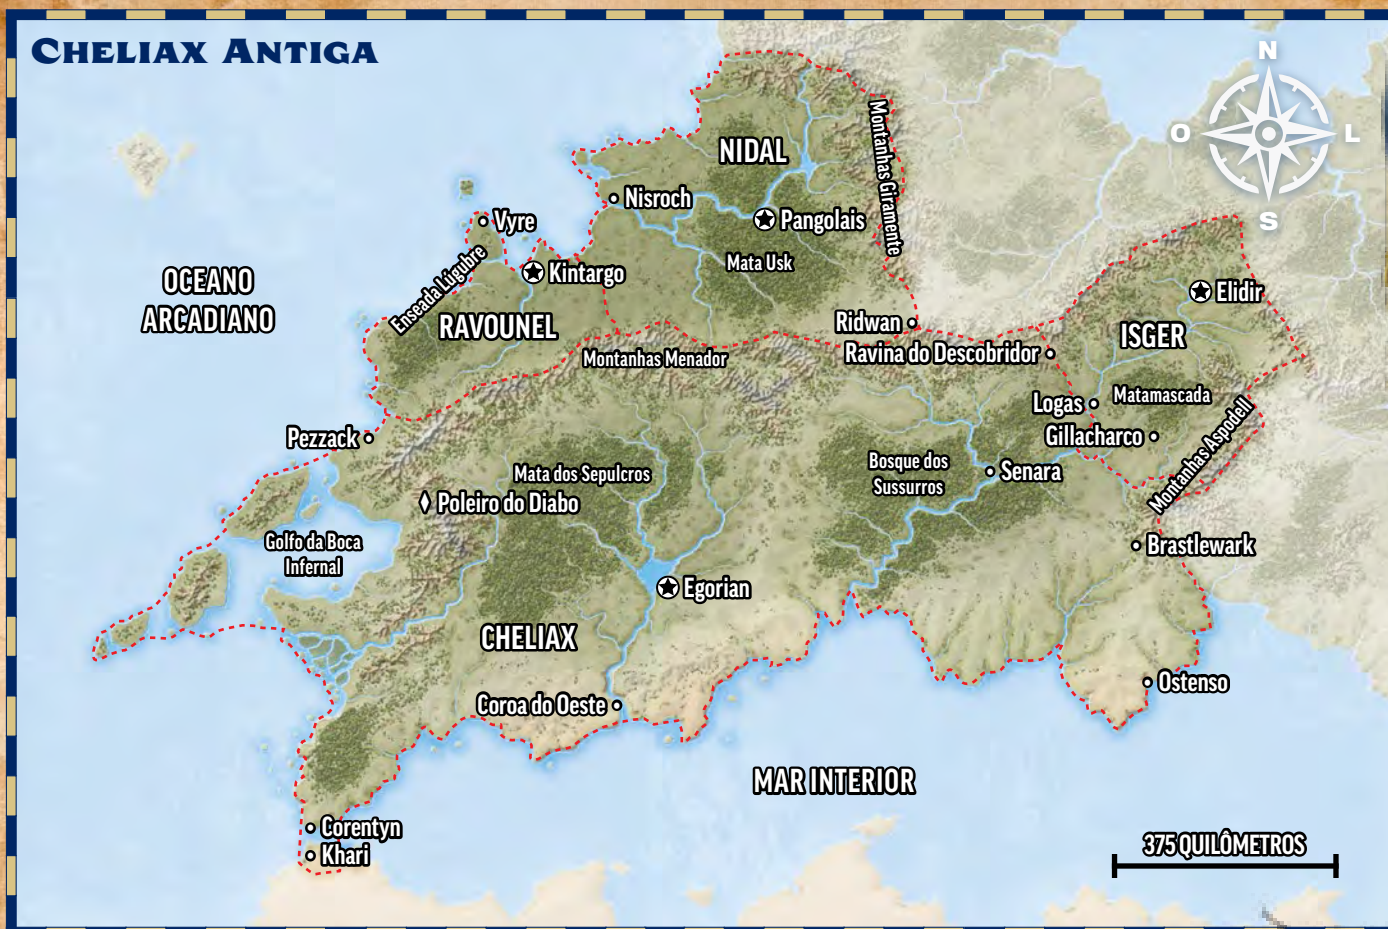 CHELIAX ANTIGA
N
O
L
S
NIDAL
Montanhas Giramente
Nisroch
Vyre
Pangolais
Mata Usk
Kintargo
Enseada Lúgubre
OCEANO
ARCADIANO
RAVOUNEL
Elidir
ISGER
Ridwan
Ravina do Descobridor
Montanhas Menador
Logas
Matamascada
Gillacharco
Montanhas Aspodell
Pezzack
Mata dos Sepulcros
Bosque dos
Sussurros
Senara
Poleiro do Diabo
Golfo da Boca
Infernal
Brastlewark
Egorian
CHELIAX
Ostenso
Coroa do Oeste
MAR INTERIOR
Corentyn
Khari
375 QUILÔMETROS